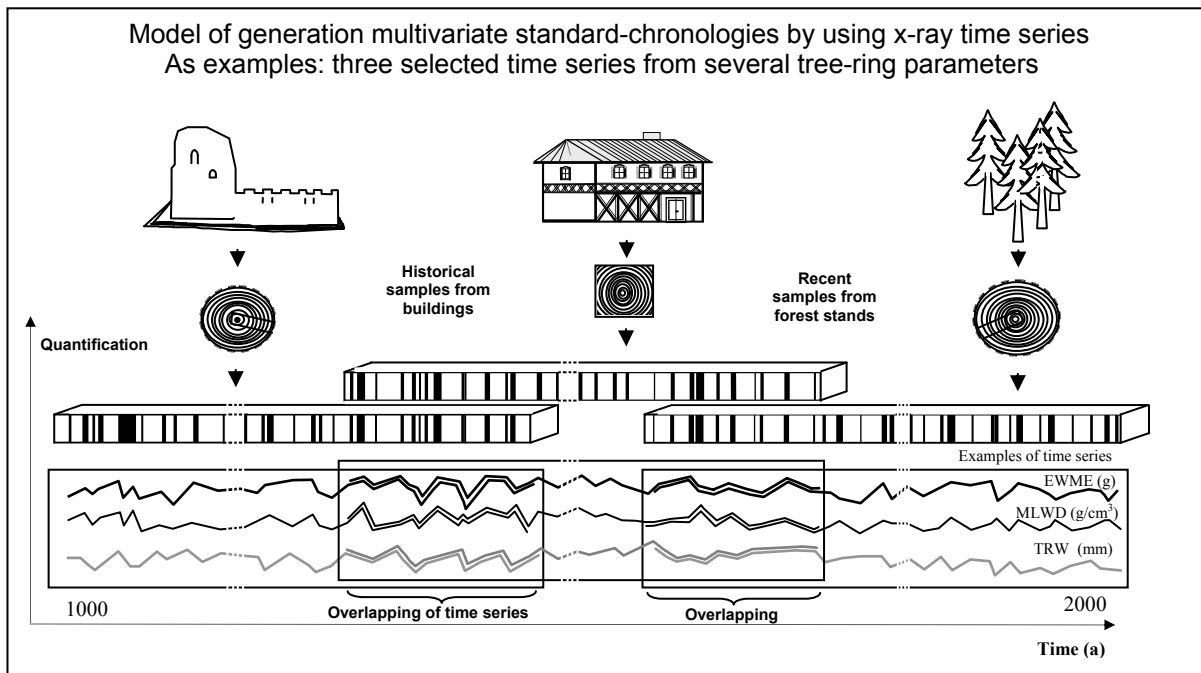 Model of generation multivariate standard-chronologies by using x-ray time series
As examples: three selected time series from several tree-ring parameters
Historical
samples from
buildings
Recent
samples from
forest stands
Quantification
Examples of time series
EWME (g)
MLWD (g/cm³)
TRW (mm)
1000
2000
Overlapping of time series
Overlapping
Time (a)